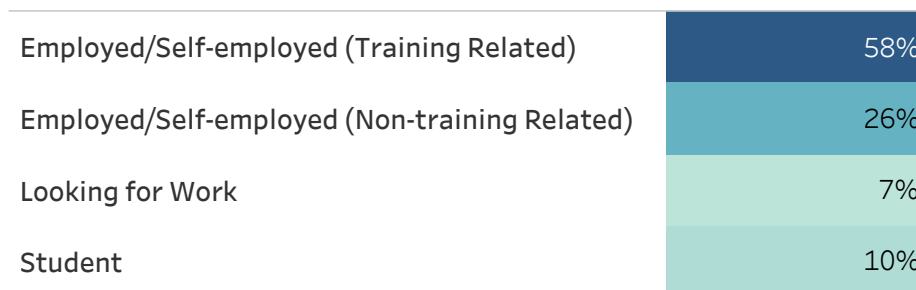 Employed/Self-employed (Training Related) 58%
Employed/Self-employed (Non-training Related) 26%
Looking for Work 7%
Student 10%